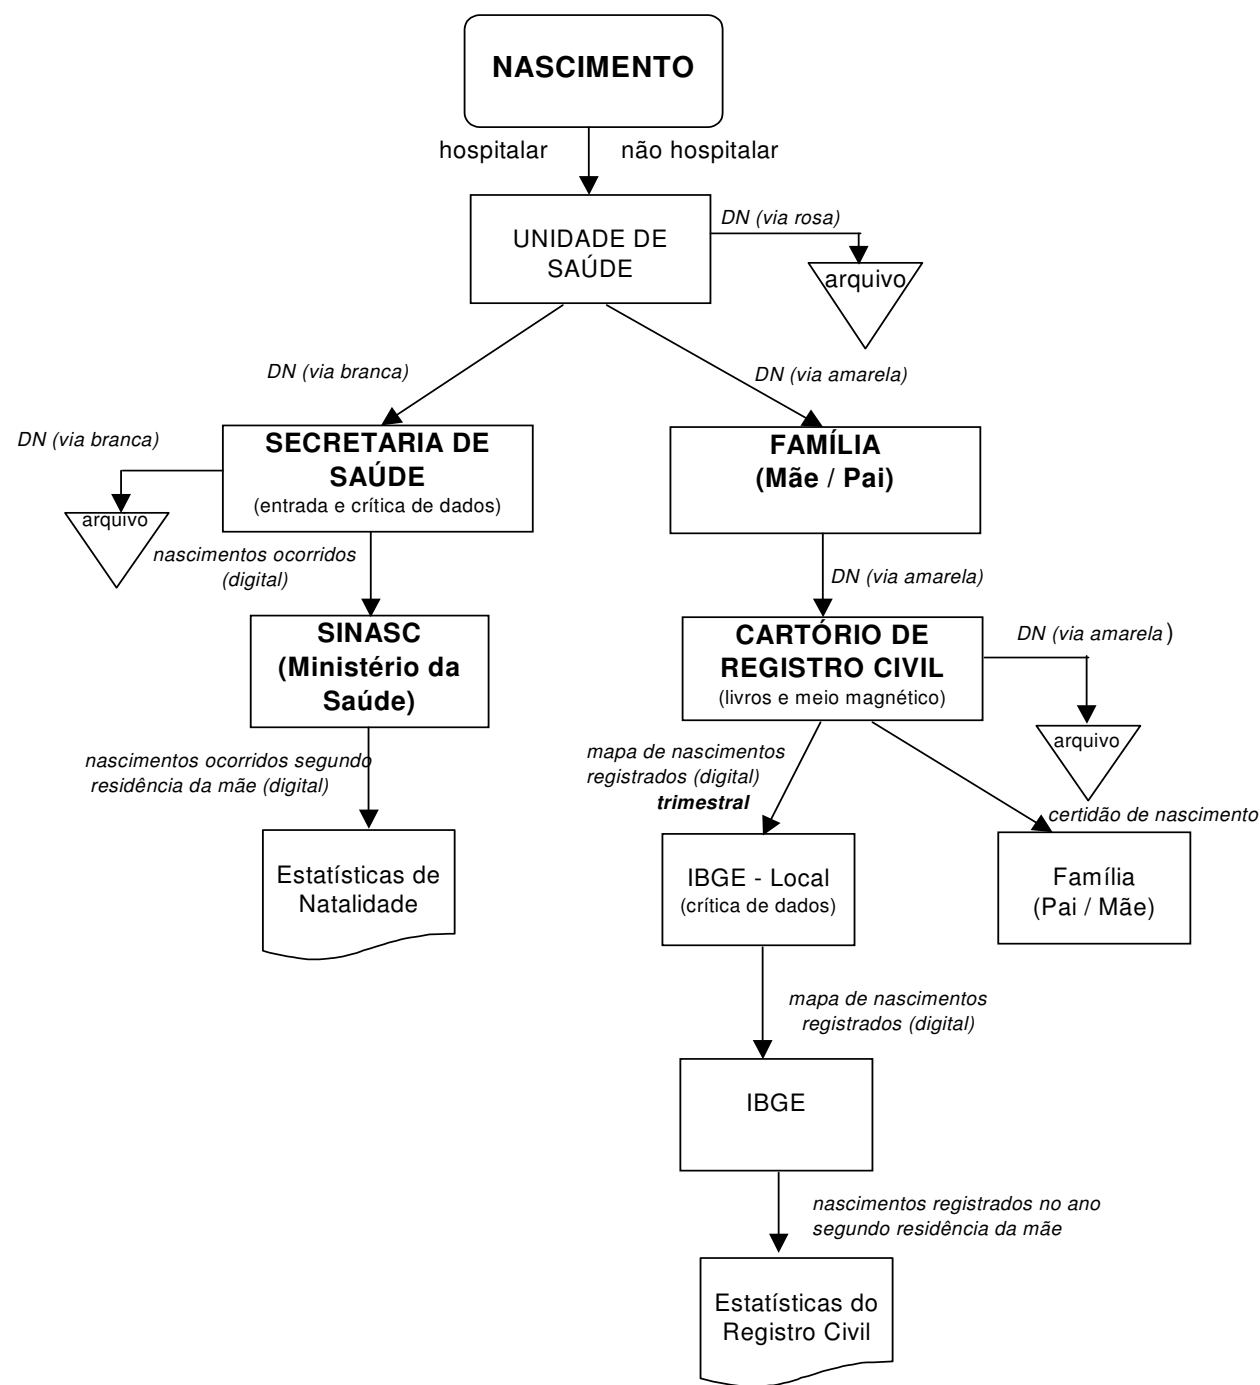 NASCIMENTO
hospitalar
não hospitalar
UNIDADE DE
SAÚDE
DN (via rosa)
arquivo
DN (via branca)
DN (via amarela)
DN (via branca)
SECRETARIA DE
SAÚDE
(entrada e crítica de dados)
FAMÍLIA
(Mãe / Pai)
arquivo
nascimentos ocorridos
(digital)
DN (via amarela)
SINASC
(Ministério da
Saúde)
CARTÓRIO DE
REGISTRO CIVIL
(livros e meio magnético)
DN (via amarela)
arquivo
nascimentos ocorridos segundo
residência da mãe (digital)
mapa de nascimentos
registrados (digital)
trimestral
certidão de nascimento
Estatísticas de
Natalidade
IBGE - Local
(crítica de dados)
Família
(Pai / Mãe)
mapa de nascimentos
registrados (digital)
IBGE
nascimentos registrados no ano
segundo residência da mãe
Estatísticas do
Registro Civil